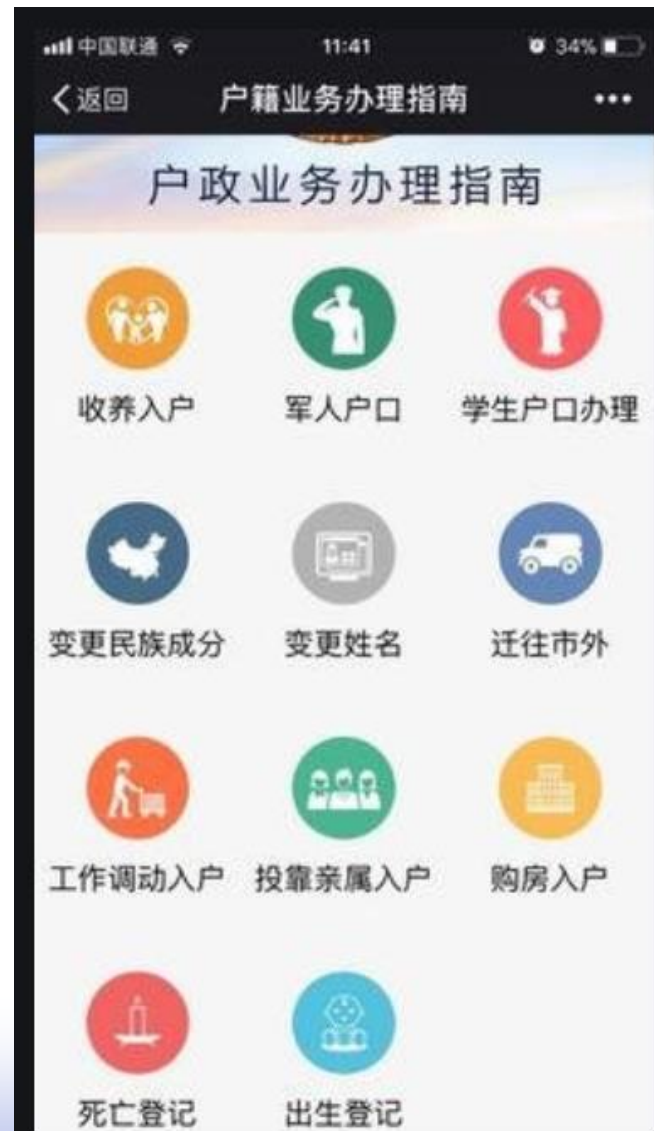 中国联通 11:41 34%
返回 户籍业务办理指南
户政业务办理指南
收养入户 军人户口 学生户口办理
变更民族成分 变更姓名 迁往市外
工作调动入户 投靠亲属入户 购房入户
死亡登记 出生登记